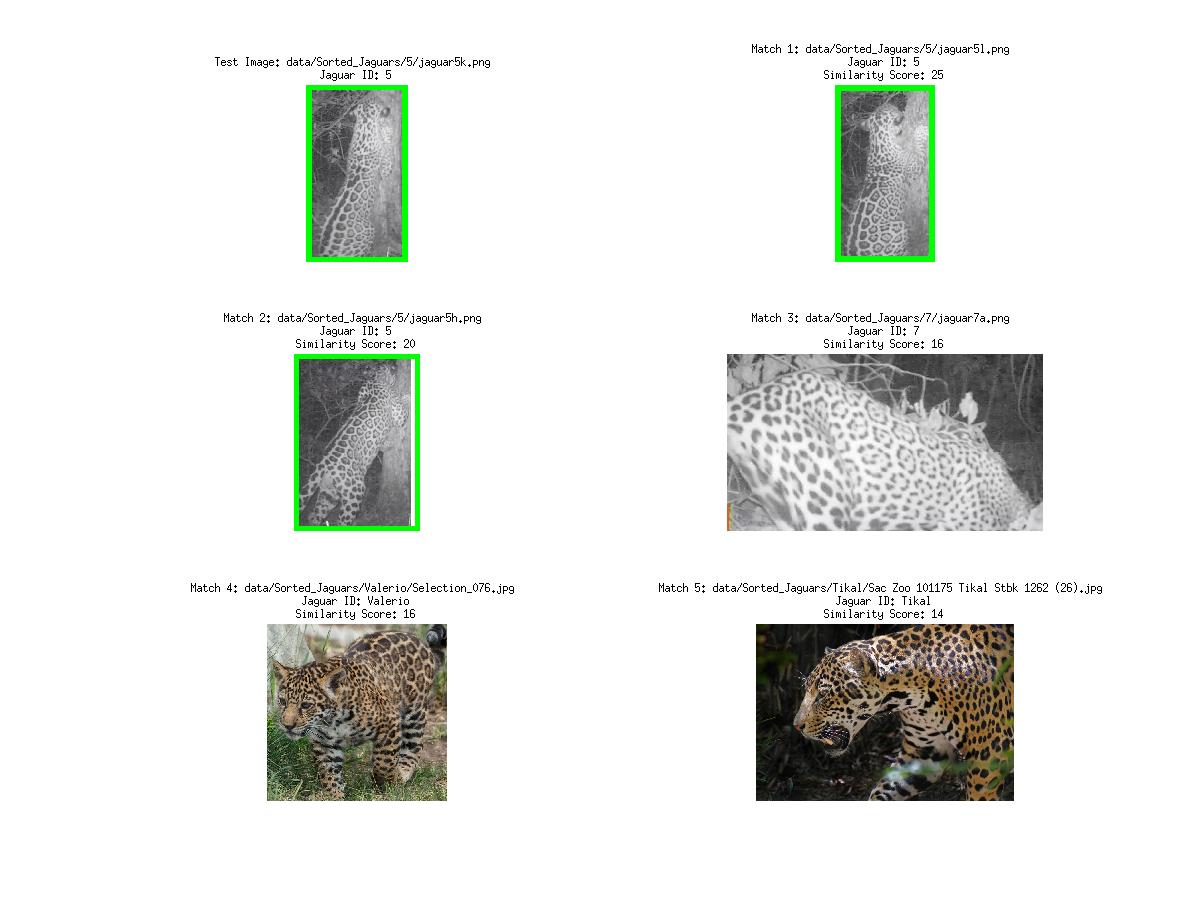 Test Image: data/Sorted_Jaguars/5/jaguar5k.png
Jaguar ID: 5
Match 1: data/Sorted_Jaguars/5/jaguar5l.png
Jaguar ID: 5
Similarity Score: 25
Match 2: data/Sorted_Jaguars/5/jaguar5h.png
Jaguar ID: 5
Similarity Score: 20
Match 3: data/Sorted_Jaguars/7/jaguar7a.png
Jaguar ID: 7
Similarity Score: 16
Match 4: data/Sorted_Jaguars/Valerio/Selection_076.jpg
Jaguar ID: Valerio
Similarity Score: 16
Match 5: data/Sorted_Jaguars/Tikal/Sac Zoo 101175 Tikal Stbk 1262 (26).jpg
Jaguar ID: Tikal
Similarity Score: 14